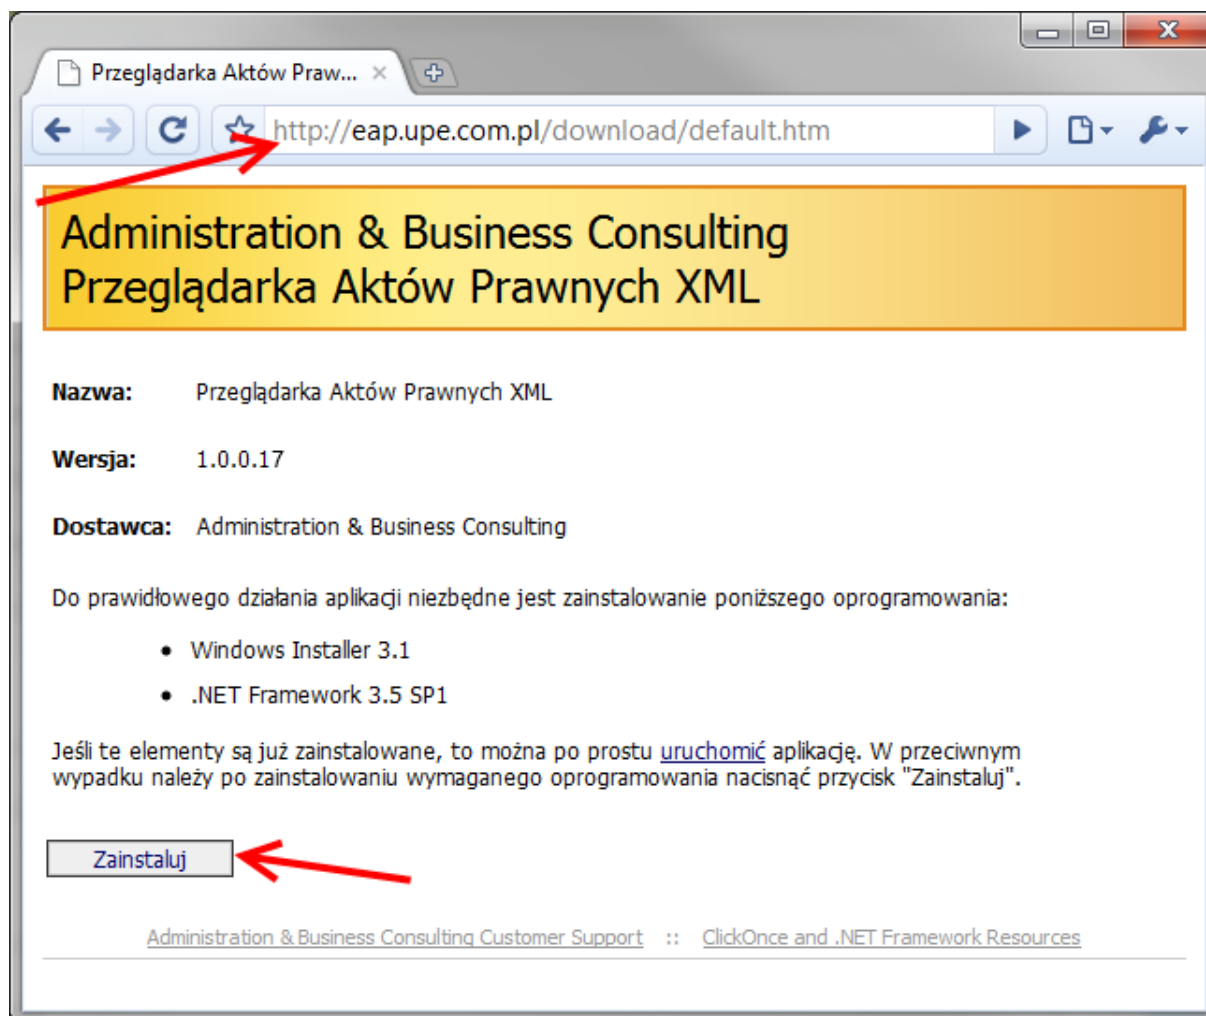 Przeglądarka Aktów Praw...
http://eap.upe.com.pl/download/default.htm
Administration & Business Consulting
Przeglądarka Aktów Prawnych XML
Nazwa: Przeglądarka Aktów Prawnych XML
Wersja: 1.0.0.17
Dostawca: Administration & Business Consulting
Do prawidłowego działania aplikacji niezbędne jest zainstalowanie poniższego oprogramowania:
• Windows Installer 3.1
• .NET Framework 3.5 SP1
Jeśli te elementy są już zainstalowane, to można po prostu uruchomić aplikację. W przeciwnym
wypadku należy po zainstalowaniu wymaganego oprogramowania nacisnąć przycisk "Zainstaluj".
Zainstaluj
Administration & Business Consulting Customer Support :: ClickOnce and .NET Framework Resources